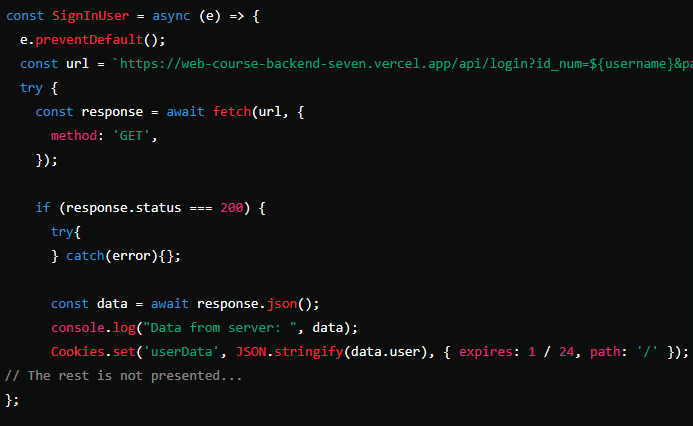 const SignInUser = async (e) => {
e.preventDefault();
const url = `https://web-course-backend-seven.vercel.app/api/login?id_num=${username}&pa
try {
const response = await fetch(url, {
method: 'GET',
});
if (response.status === 200) {
try{
} catch(error){};
const data = await response.json();
console.log("Data from server: ", data);
Cookies.set('userData', JSON.stringify(data.user), { expires: 1 / 24, path: '/' });
// The rest is not presented...
};